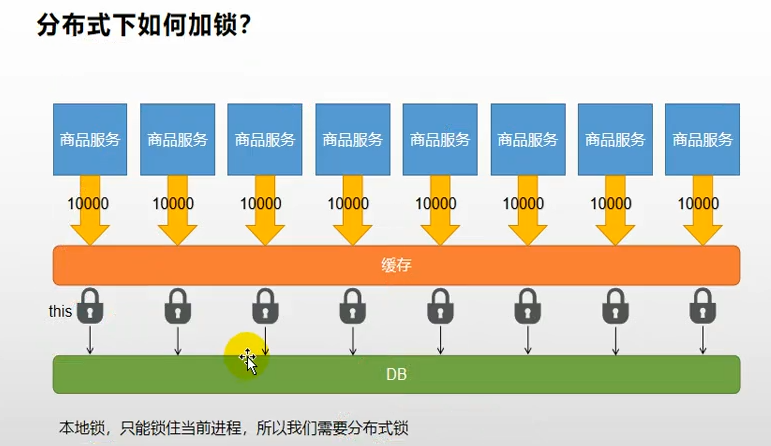 分布式下如何加锁？
商品服务 商品服务 商品服务 商品服务 商品服务 商品服务 商品服务 商品服务
10000 10000 10000 10000 10000 10000 10000 10000
缓存
this
DB
本地锁，只能锁住当前进程，所以我们需要分布式锁